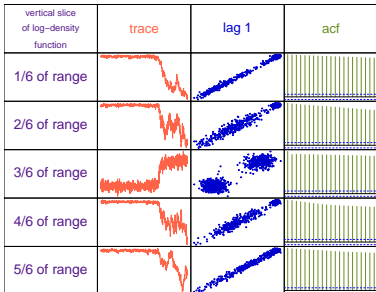 vertical slice
of log−density
function
trace
lag 1
acf
1/6 of range
2/6 of range
3/6 of range
4/6 of range
5/6 of range